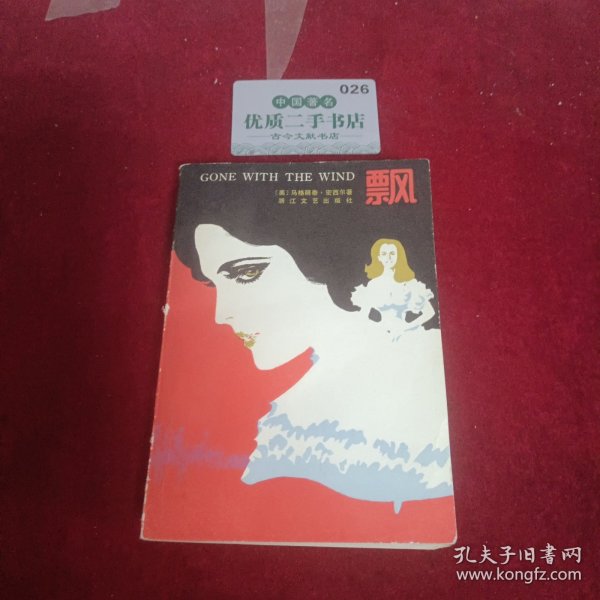 026
中国著名
优质二手书店
古今文献书店
GONE WITH THE WIND
飘
〔美〕马格丽泰·密西尔著
浙江文艺出版社
孔夫子旧书网
www.kongfz.com